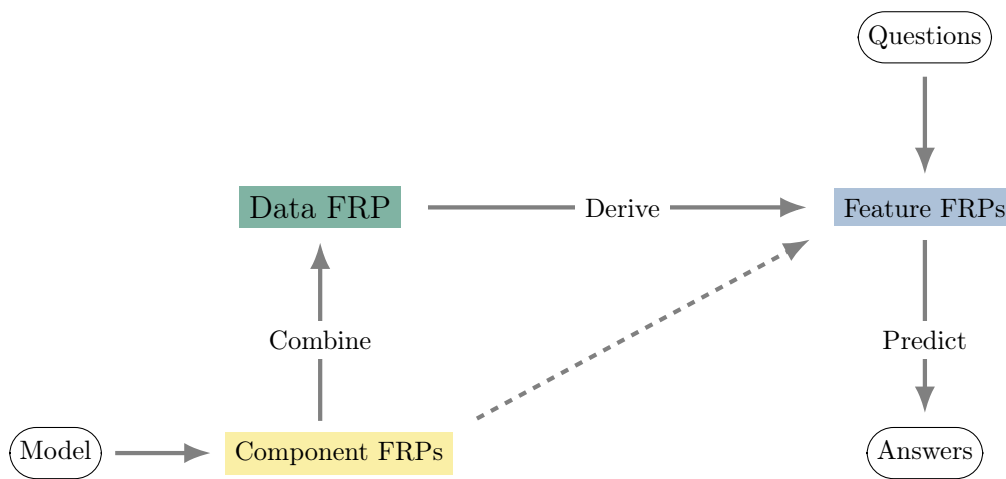 Questions
Data FRP
Derive
Feature FRPs
Combine
Predict
Model
Component FRPs
Answers